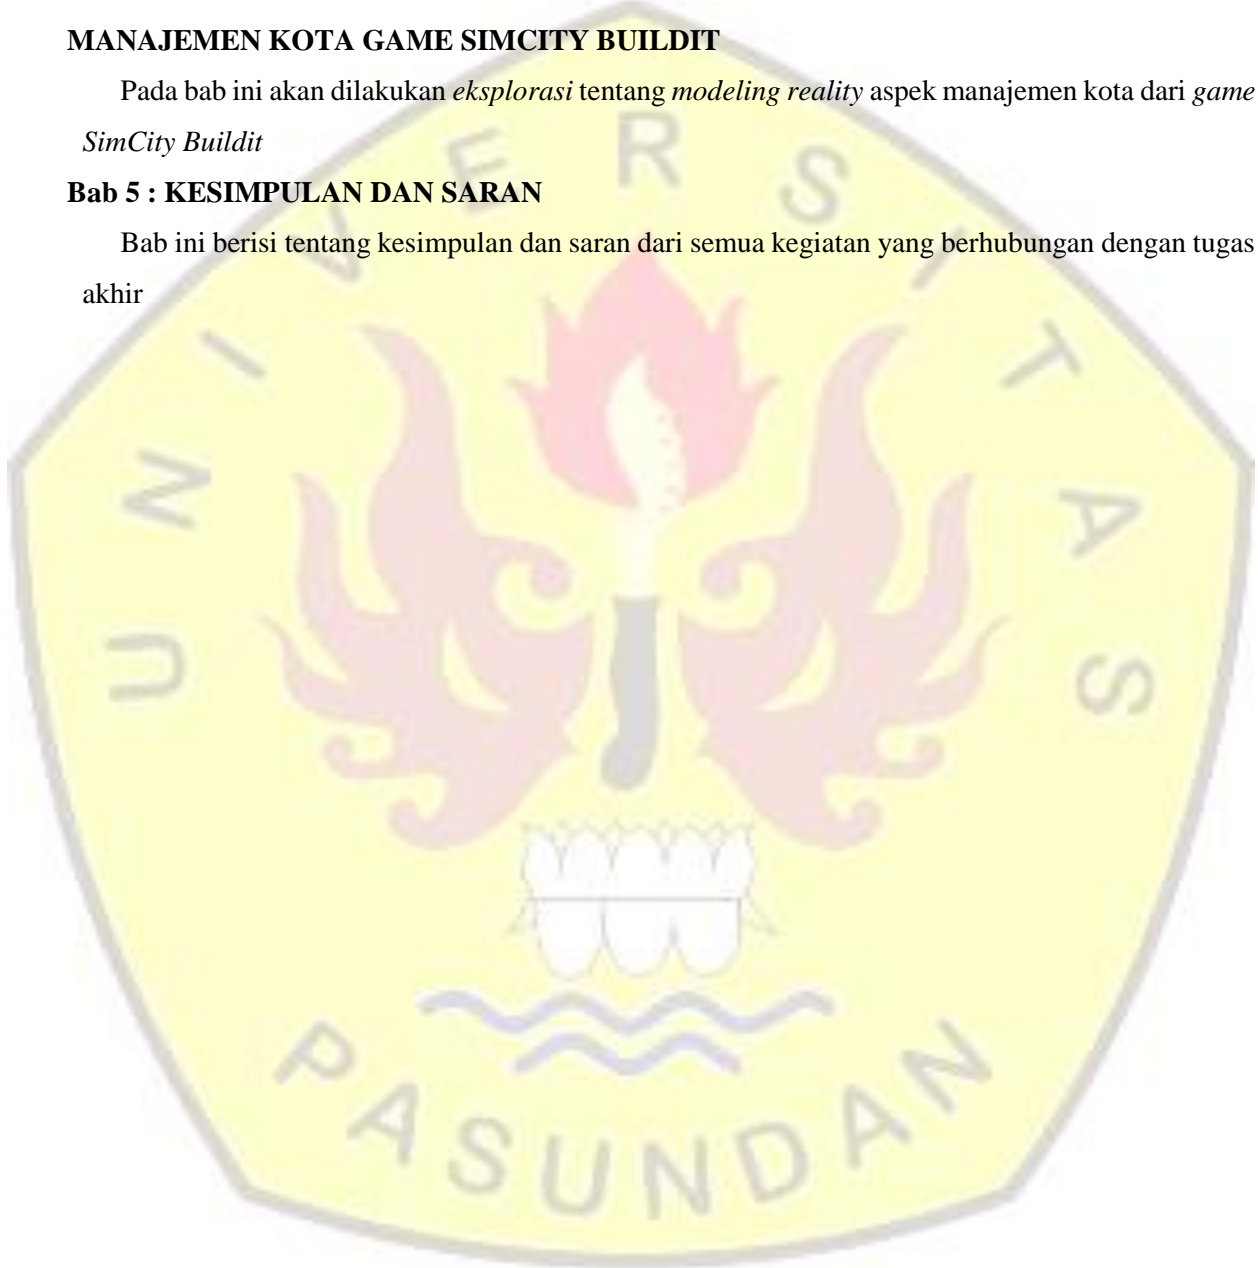 MANAJEMEN KOTA GAME SIMCITY BUILDIT
Pada bab ini akan dilakukan eksplorasi tentang modeling reality aspek manajemen kota dari game
SimCity Buildit
Bab 5 : KESIMPULAN DAN SARAN
Bab ini berisi tentang kesimpulan dan saran dari semua kegiatan yang berhubungan dengan tugas
akhir
UNIVERSITAS
PASUNDAN